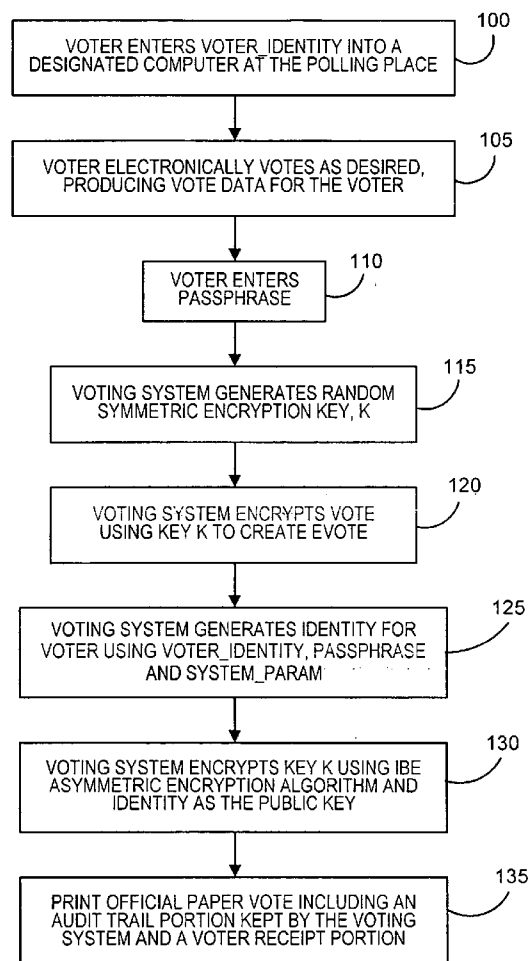 100
VOTER ENTERS VOTER_IDENTITY INTO A
DESIGNATED COMPUTER AT THE POLLING PLACE
105
VOTER ELECTRONICALLY VOTES AS DESIRED,
PRODUCING VOTE DATA FOR THE VOTER
110
VOTER ENTERS
PASSPHRASE
115
VOTING SYSTEM GENERATES RANDOM
SYMMETRIC ENCRYPTION KEY, K
120
VOTING SYSTEM ENCRYPTS VOTE
USING KEY K TO CREATE EVOTE
125
VOTING SYSTEM GENERATES IDENTITY FOR
VOTER USING VOTER_IDENTITY, PASSPHRASE
AND SYSTEM_PARAM
130
VOTING SYSTEM ENCRYPTS KEY K USING IBE
ASYMMETRIC ENCRYPTION ALGORITHM AND
IDENTITY AS THE PUBLIC KEY
135
PRINT OFFICIAL PAPER VOTE INCLUDING AN
AUDIT TRAIL PORTION KEPT BY THE VOTING
SYSTEM AND A VOTER RECEIPT PORTION